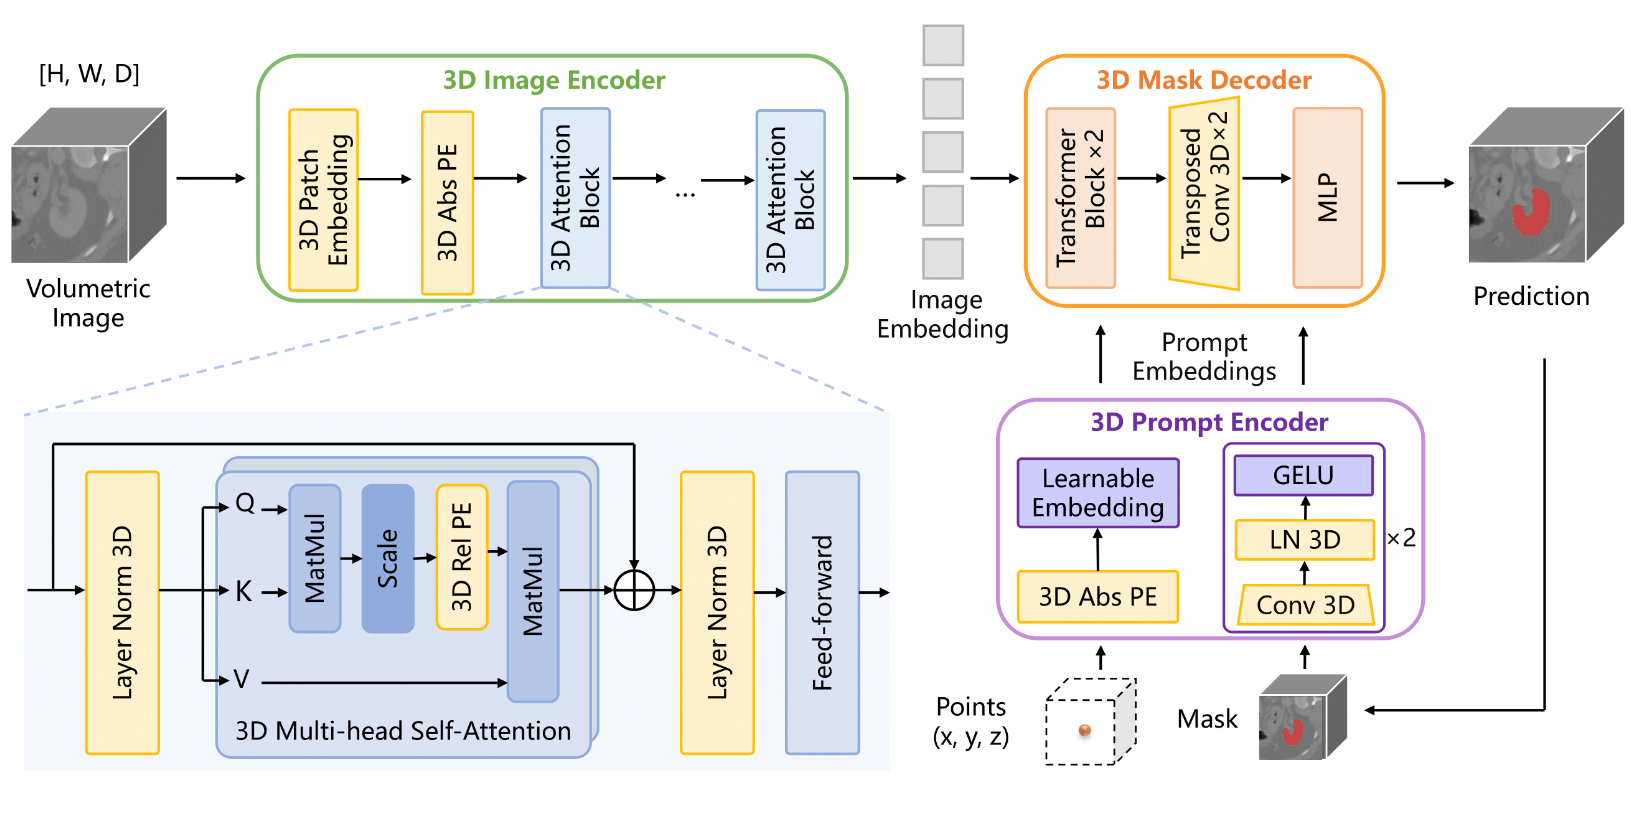 [H, W, D]
Volumetric
Image
3D Image Encoder
3D Patch
Embedding
3D Abs PE
3D Attention
Block
...
3D Attention
Block
Image
Embedding
3D Mask Decoder
Transformer
Block ×2
Transposed
Conv 3D×2
MLP
Prediction
Prompt
Embeddings
3D Prompt Encoder
Learnable
Embedding
3D Abs PE
GELU
LN 3D
Conv 3D
×2
Points
(x, y, z)
Mask
Layer Norm 3D
Q
K
V
MatMul
Scale
3D Rel PE
MatMul
3D Multi-head Self-Attention
Layer Norm 3D
Feed-forward